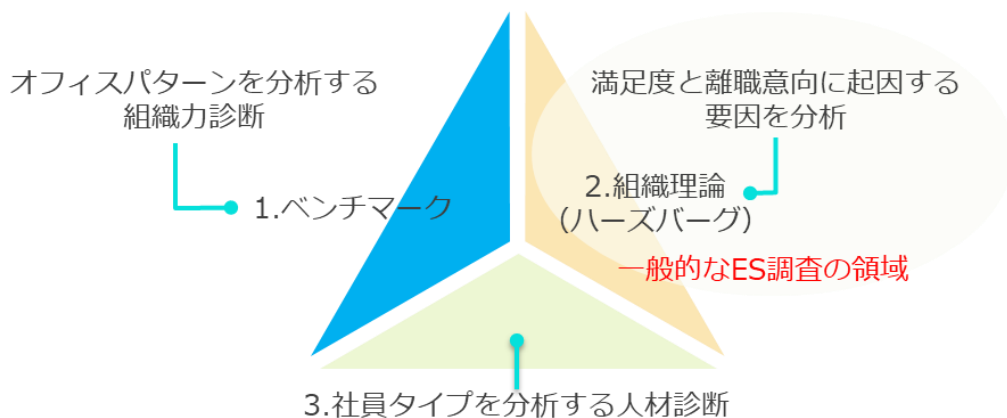 オフィスパターンを分析する
組織力診断
1.ベンチマーク
満足度と離職意向に起因する
要因を分析
2.組織理論
(ハーズバーグ)
一般的なES調査の領域
3.社員タイプを分析する人材診断